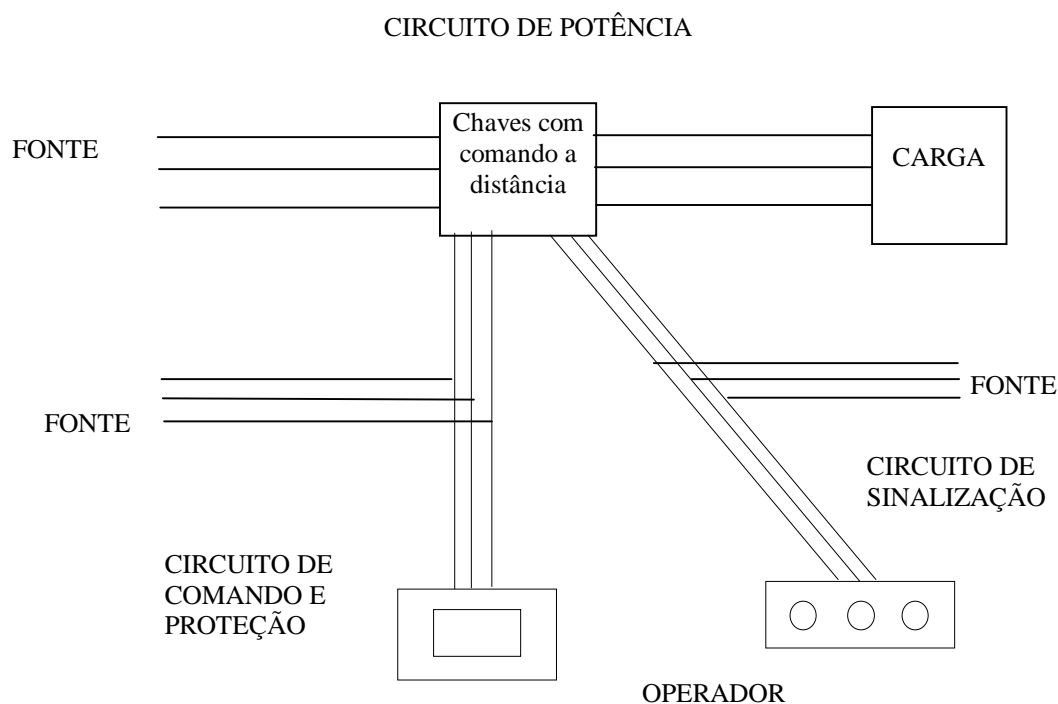 CIRCUITO DE POTÊNCIA
FONTE
Chaves com
comando a
distância
CARGA
FONTE
FONTE
CIRCUITO DE
SINALIZAÇÃO
CIRCUITO DE
COMANDO E
PROTEÇÃO
OPERADOR